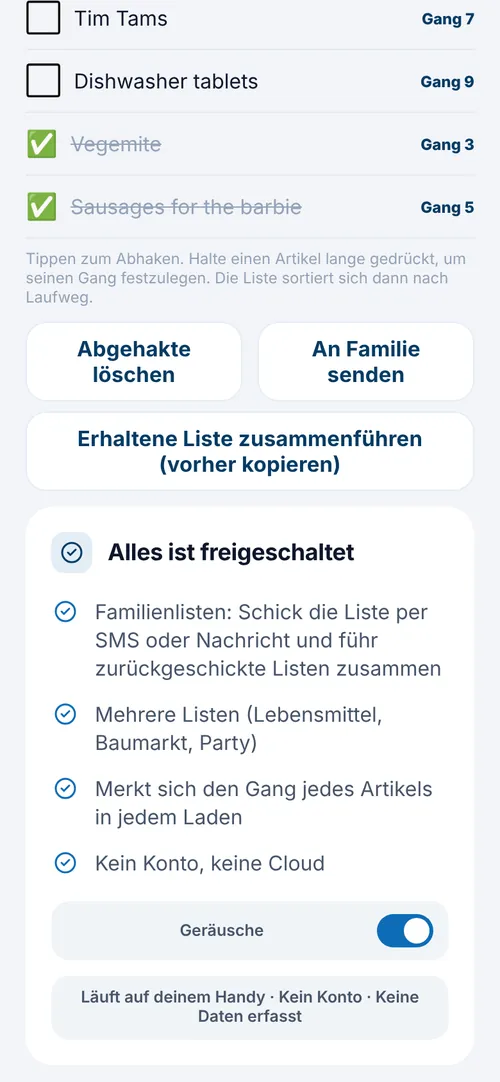 Tim Tams
Gang 7
Dishwasher tablets
Gang 9
Vegemite
Gang 3
Sausages for the barbie
Gang 5
Tippen zum Abhaken. Halte einen Artikel lange gedrückt, um
seinen Gang festzulegen. Die Liste sortiert sich dann nach
Laufweg.
Abgehakte
löschen
An Familie
senden
Erhaltene Liste zusammenführen
(vorher kopieren)
Alles ist freigeschaltet
Familienlisten: Schick die Liste per
SMS oder Nachricht und führ
zurückgeschickte Listen zusammen
Mehrere Listen (Lebensmittel,
Baumarkt, Party)
Merkt sich den Gang jedes Artikels
in jedem Laden
Kein Konto, keine Cloud
Geräusche
Läuft auf deinem Handy · Kein Konto · Keine
Daten erfasst